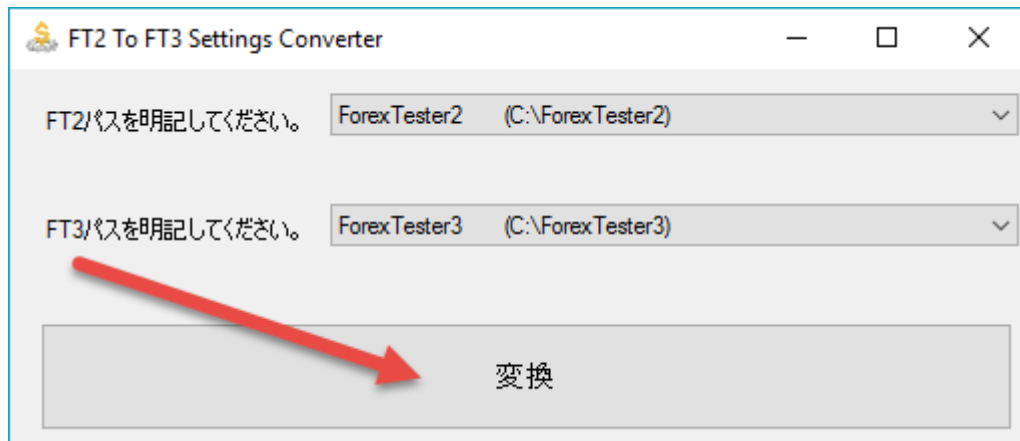 FT2 To FT3 Settings Converter
FT2パスを明記してください。 ForexTester2 (C:\ForexTester2)
FT3パスを明記してください。 ForexTester3 (C:\ForexTester3)
変換